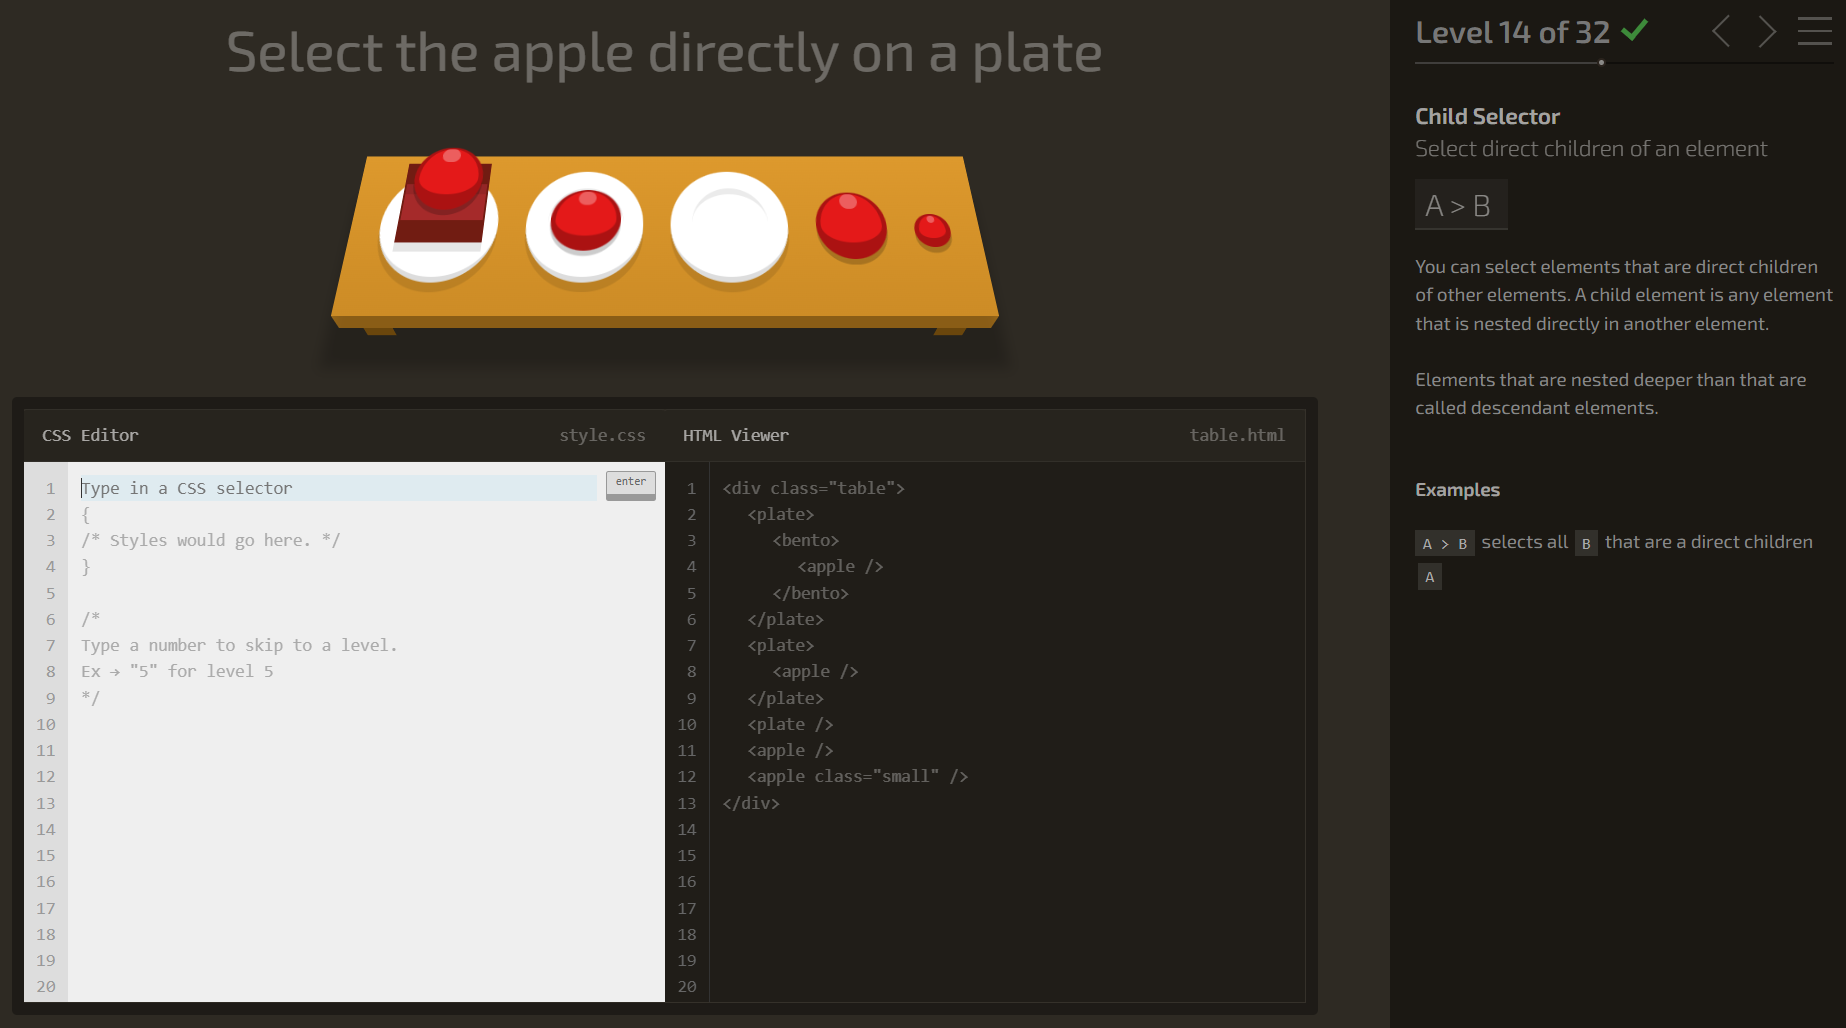 Select the apple directly on a plate
CSS Editor
style.css
1
2
3
4
5
6
7
8
9
10
11
12
13
14
15
16
17
18
19
20
Type in a CSS selector
enter
{
/* Styles would go here. */
}
/*
Type a number to skip to a level.
Ex → "5" for level 5
*/
HTML Viewer
table.html
1
2
3
4
5
6
7
8
9
10
11
12
13
14
15
16
17
18
19
20
<div class="table">
<plate>
<bento>
<apple />
</bento>
</plate>
<plate>
<apple />
</plate>
<plate />
<apple />
<apple class="small" />
</div>
Level 14 of 32
Child Selector
Select direct children of an element
A > B
You can select elements that are direct children
of other elements. A child element is any element
that is nested directly in another element.
Elements that are nested deeper than that are
called descendant elements.
Examples
A > B selects all B that are a direct children
A